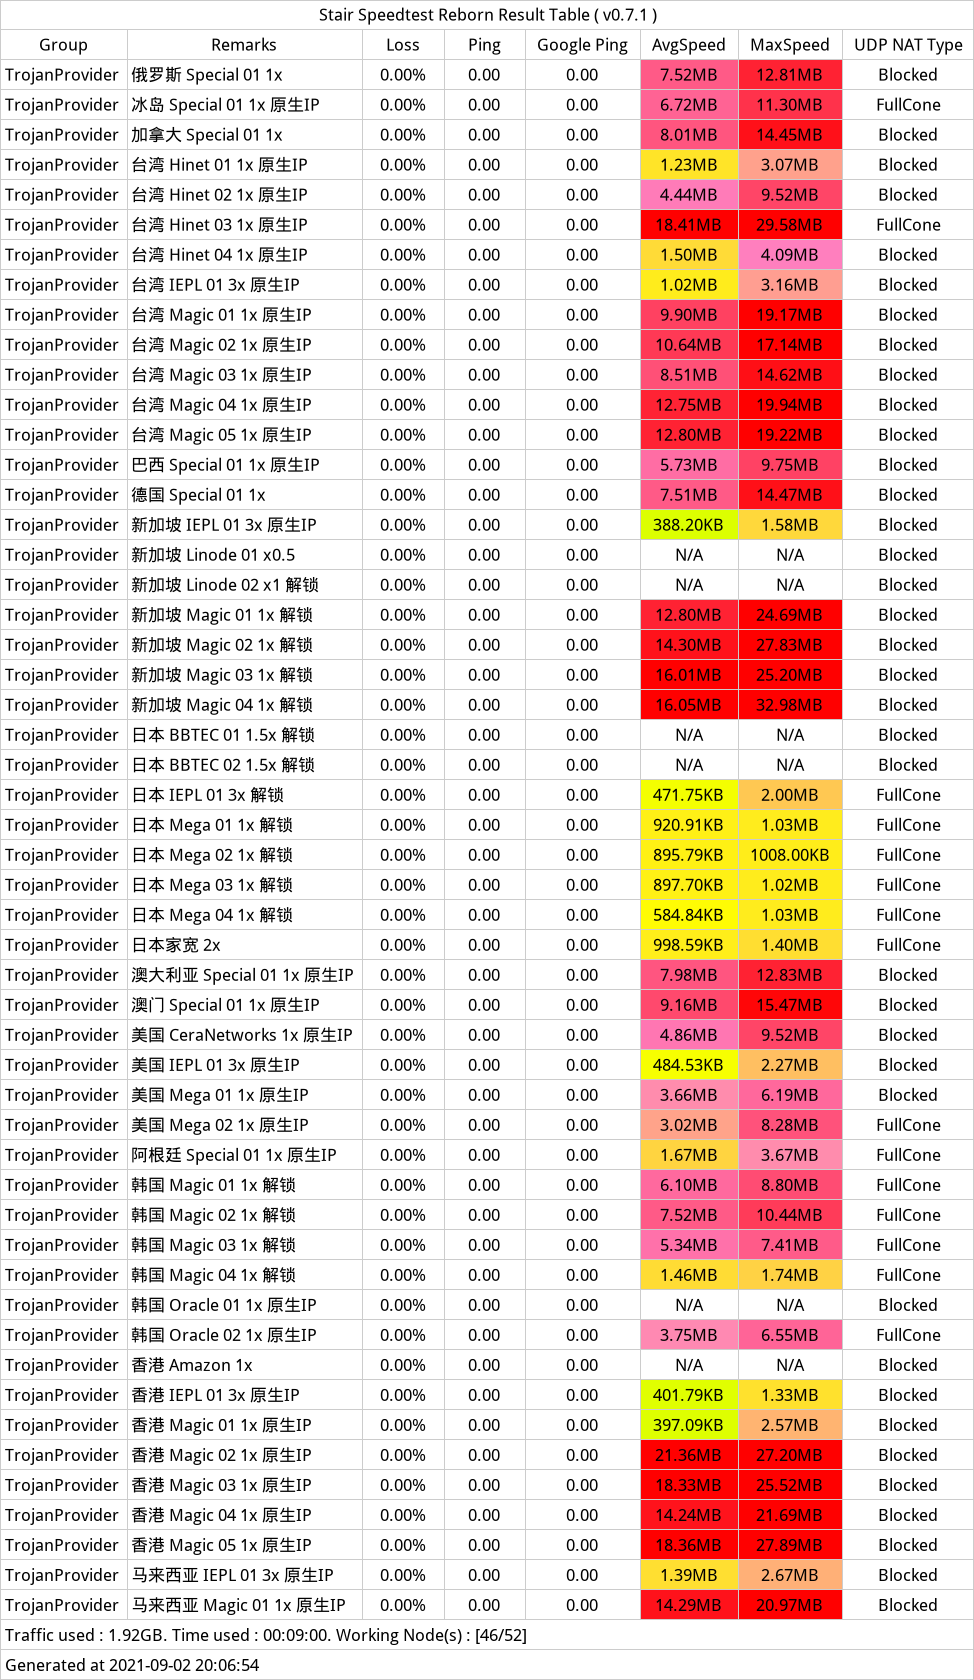 Stair Speedtest Reborn Result Table ( v0.7.1 )
Group Remarks Loss Ping Google Ping AvgSpeed MaxSpeed UDP NAT Type
TrojanProvider 俄罗斯 Special 01 1x 0.00% 0.00 0.00 7.52MB 12.81MB Blocked
TrojanProvider 冰岛 Special 01 1x 原生IP 0.00% 0.00 0.00 6.72MB 11.30MB FullCone
TrojanProvider 加拿大 Special 01 1x 0.00% 0.00 0.00 8.01MB 14.45MB Blocked
TrojanProvider 台湾 Hinet 01 1x 原生IP 0.00% 0.00 0.00 1.23MB 3.07MB Blocked
TrojanProvider 台湾 Hinet 02 1x 原生IP 0.00% 0.00 0.00 4.44MB 9.52MB Blocked
TrojanProvider 台湾 Hinet 03 1x 原生IP 0.00% 0.00 0.00 18.41MB 29.58MB FullCone
TrojanProvider 台湾 Hinet 04 1x 原生IP 0.00% 0.00 0.00 1.50MB 4.09MB Blocked
TrojanProvider 台湾 IEPL 01 3x 原生IP 0.00% 0.00 0.00 1.02MB 3.16MB Blocked
TrojanProvider 台湾 Magic 01 1x 原生IP 0.00% 0.00 0.00 9.90MB 19.17MB Blocked
TrojanProvider 台湾 Magic 02 1x 原生IP 0.00% 0.00 0.00 10.64MB 17.14MB Blocked
TrojanProvider 台湾 Magic 03 1x 原生IP 0.00% 0.00 0.00 8.51MB 14.62MB Blocked
TrojanProvider 台湾 Magic 04 1x 原生IP 0.00% 0.00 0.00 12.75MB 19.94MB Blocked
TrojanProvider 台湾 Magic 05 1x 原生IP 0.00% 0.00 0.00 12.80MB 19.22MB Blocked
TrojanProvider 巴西 Special 01 1x 原生IP 0.00% 0.00 0.00 5.73MB 9.75MB Blocked
TrojanProvider 德国 Special 01 1x 0.00% 0.00 0.00 7.51MB 14.47MB Blocked
TrojanProvider 新加坡 IEPL 01 3x 原生IP 0.00% 0.00 0.00 388.20KB 1.58MB Blocked
TrojanProvider 新加坡 Linode 01 x0.5 0.00% 0.00 0.00 N/A N/A Blocked
TrojanProvider 新加坡 Linode 02 x1 解锁 0.00% 0.00 0.00 N/A N/A Blocked
TrojanProvider 新加坡 Magic 01 1x 解锁 0.00% 0.00 0.00 12.80MB 24.69MB Blocked
TrojanProvider 新加坡 Magic 02 1x 解锁 0.00% 0.00 0.00 14.30MB 27.83MB Blocked
TrojanProvider 新加坡 Magic 03 1x 解锁 0.00% 0.00 0.00 16.01MB 25.20MB Blocked
TrojanProvider 新加坡 Magic 04 1x 解锁 0.00% 0.00 0.00 16.05MB 32.98MB Blocked
TrojanProvider 日本 BBTEC 01 1.5x 解锁 0.00% 0.00 0.00 N/A N/A Blocked
TrojanProvider 日本 BBTEC 02 1.5x 解锁 0.00% 0.00 0.00 N/A N/A Blocked
TrojanProvider 日本 IEPL 01 3x 解锁 0.00% 0.00 0.00 471.75KB 2.00MB FullCone
TrojanProvider 日本 Mega 01 1x 解锁 0.00% 0.00 0.00 920.91KB 1.03MB FullCone
TrojanProvider 日本 Mega 02 1x 解锁 0.00% 0.00 0.00 895.79KB 1008.00KB FullCone
TrojanProvider 日本 Mega 03 1x 解锁 0.00% 0.00 0.00 897.70KB 1.02MB FullCone
TrojanProvider 日本 Mega 04 1x 解锁 0.00% 0.00 0.00 584.84KB 1.03MB FullCone
TrojanProvider 日本家宽 2x 0.00% 0.00 0.00 998.59KB 1.40MB FullCone
TrojanProvider 澳大利亚 Special 01 1x 原生IP 0.00% 0.00 0.00 7.98MB 12.83MB Blocked
TrojanProvider 澳门 Special 01 1x 原生IP 0.00% 0.00 0.00 9.16MB 15.47MB Blocked
TrojanProvider 美国 CeraNetworks 1x 原生IP 0.00% 0.00 0.00 4.86MB 9.52MB Blocked
TrojanProvider 美国 IEPL 01 3x 原生IP 0.00% 0.00 0.00 484.53KB 2.27MB Blocked
TrojanProvider 美国 Mega 01 1x 原生IP 0.00% 0.00 0.00 3.66MB 6.19MB Blocked
TrojanProvider 美国 Mega 02 1x 原生IP 0.00% 0.00 0.00 3.02MB 8.28MB FullCone
TrojanProvider 阿根廷 Special 01 1x 原生IP 0.00% 0.00 0.00 1.67MB 3.67MB FullCone
TrojanProvider 韩国 Magic 01 1x 解锁 0.00% 0.00 0.00 6.10MB 8.80MB FullCone
TrojanProvider 韩国 Magic 02 1x 解锁 0.00% 0.00 0.00 7.52MB 10.44MB FullCone
TrojanProvider 韩国 Magic 03 1x 解锁 0.00% 0.00 0.00 5.34MB 7.41MB FullCone
TrojanProvider 韩国 Magic 04 1x 解锁 0.00% 0.00 0.00 1.46MB 1.74MB FullCone
TrojanProvider 韩国 Oracle 01 1x 原生IP 0.00% 0.00 0.00 N/A N/A Blocked
TrojanProvider 韩国 Oracle 02 1x 原生IP 0.00% 0.00 0.00 3.75MB 6.55MB FullCone
TrojanProvider 香港 Amazon 1x 0.00% 0.00 0.00 N/A N/A Blocked
TrojanProvider 香港 IEPL 01 3x 原生IP 0.00% 0.00 0.00 401.79KB 1.33MB Blocked
TrojanProvider 香港 Magic 01 1x 原生IP 0.00% 0.00 0.00 397.09KB 2.57MB Blocked
TrojanProvider 香港 Magic 02 1x 原生IP 0.00% 0.00 0.00 21.36MB 27.20MB Blocked
TrojanProvider 香港 Magic 03 1x 原生IP 0.00% 0.00 0.00 18.33MB 25.52MB Blocked
TrojanProvider 香港 Magic 04 1x 原生IP 0.00% 0.00 0.00 14.24MB 21.69MB Blocked
TrojanProvider 香港 Magic 05 1x 原生IP 0.00% 0.00 0.00 18.36MB 27.89MB Blocked
TrojanProvider 马来西亚 IEPL 01 3x 原生IP 0.00% 0.00 0.00 1.39MB 2.67MB Blocked
TrojanProvider 马来西亚 Magic 01 1x 原生IP 0.00% 0.00 0.00 14.29MB 20.97MB Blocked
Traffic used : 1.92GB. Time used : 00:09:00. Working Node(s) : [46/52]
Generated at 2021-09-02 20:06:54